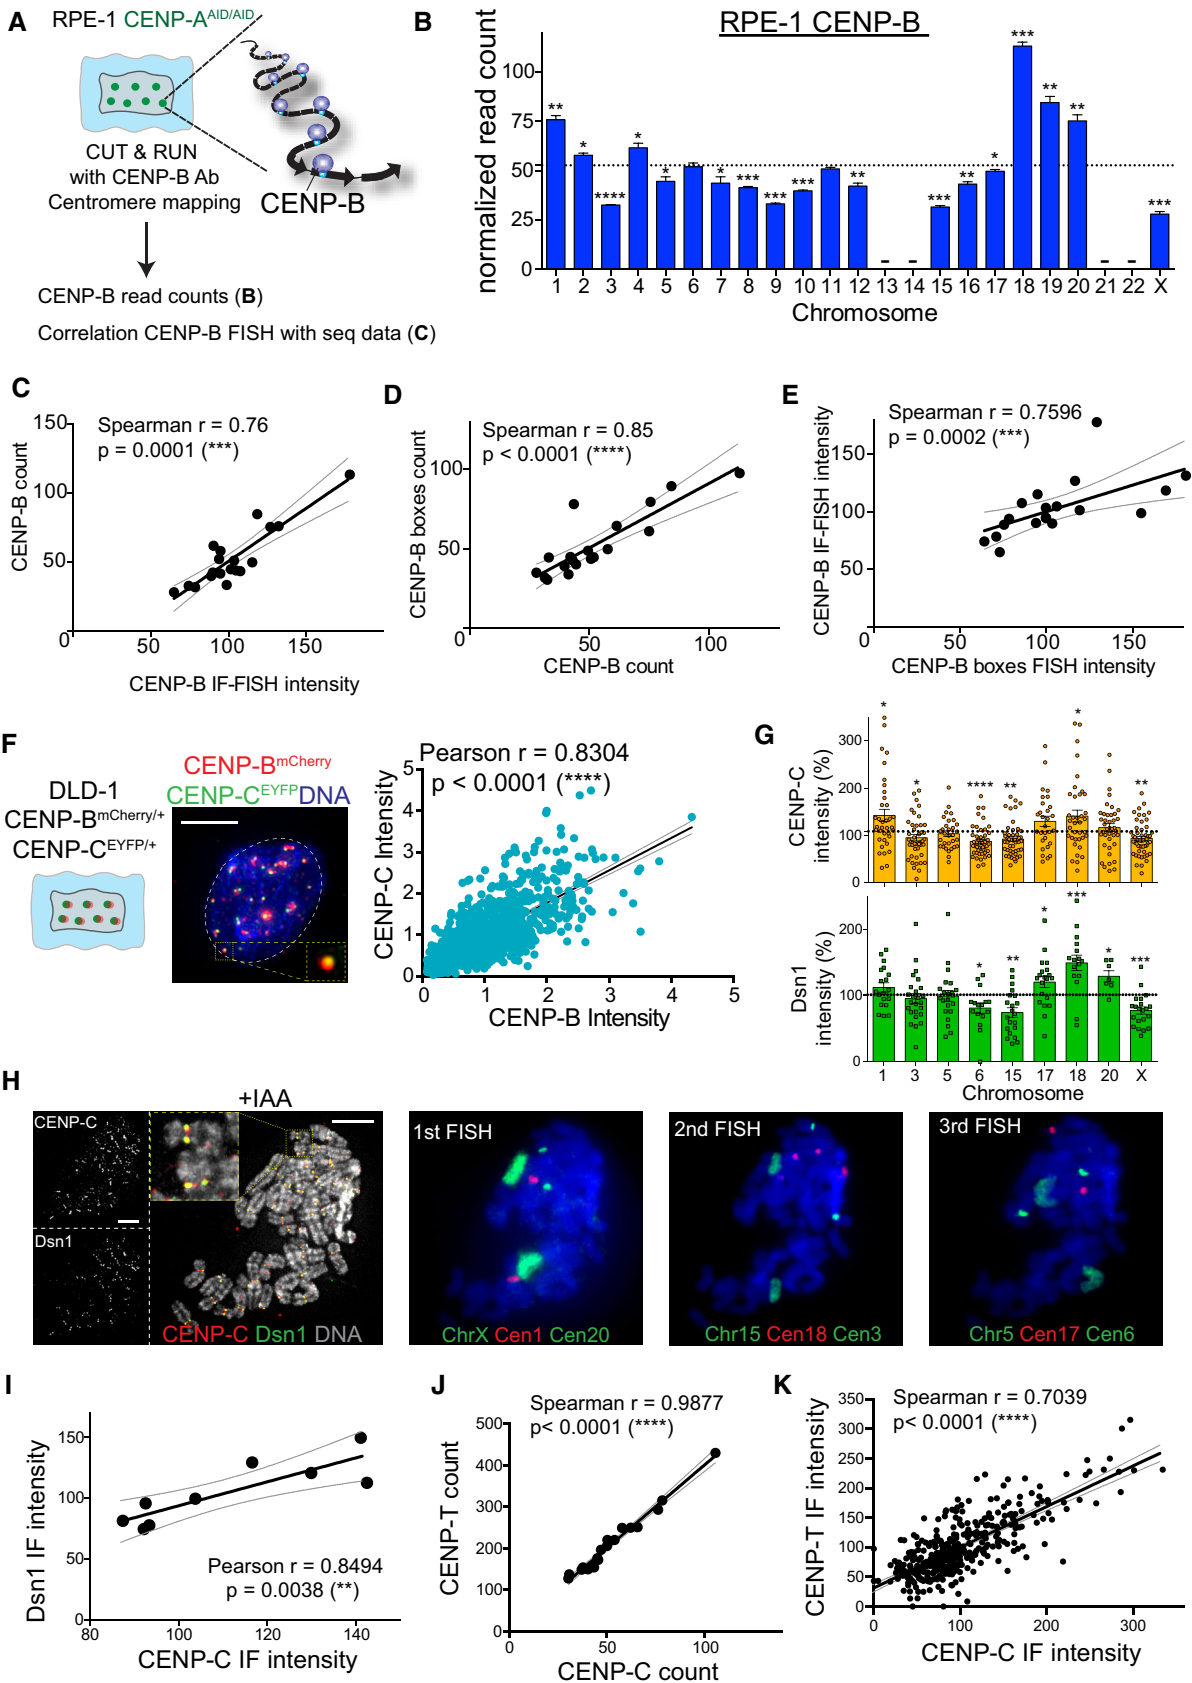 A
RPE-1 CENP-A^AID/AID
CUT & RUN
with CENP-B Ab
Centromere mapping
CENP-B
CENP-B read counts (B)
Correlation CENP-B FISH with seq data (C)
B
RPE-1 CENP-B
normalized read count
100
75
50
25
0
** * **** * * * *** *** *** ** *** ** * *** ** ** ***
- - - -
1 2 3 4 5 6 7 8 9 10 11 12 13 14 15 16 17 18 19 20 21 22 X
Chromosome
C
Spearman r = 0.76
p = 0.0001 (***)
CENP-B count
150
100
50
0
50 100 150
CENP-B IF-FISH intensity
D
Spearman r = 0.85
p < 0.0001 (****)
CENP-B boxes count
100
50
0
50 100
CENP-B count
E
Spearman r = 0.7596
p = 0.0002 (***)
CENP-B IF-FISH intensity
150
100
50
0
50 100 150
CENP-B boxes FISH intensity
F
DLD-1
CENP-B^mCherry/+
CENP-C^EYFP/+
CENP-B^mCherry
CENP-C^EYFP DNA
Pearson r = 0.8304
p < 0.0001 (****)
CENP-C Intensity
5
4
3
2
1
0
0 1 2 3 4 5
CENP-B Intensity
G
CENP-C
intensity (%)
300
200
100
0
* * **** ** * **
Dsn1
intensity (%)
200
100
0
* ** * *** * ***
1 3 5 6 15 17 18 20 X
Chromosome
H
+IAA
CENP-C
Dsn1
CENP-C Dsn1 DNA
1st FISH
ChrX Cen1 Cen20
2nd FISH
Chr15 Cen18 Cen3
3rd FISH
Chr5 Cen17 Cen6
I
Dsn1 IF intensity
150
100
50
0
80 100 120 140
Pearson r = 0.8494
p = 0.0038 (**)
CENP-C IF intensity
J
Spearman r = 0.9877
p< 0.0001 (****)
CENP-T count
500
400
300
200
100
0
0 50 100
CENP-C count
K
Spearman r = 0.7039
p< 0.0001 (****)
CENP-T IF intensity
350
300
250
200
150
100
50
0
0 100 200 300
CENP-C IF intensity